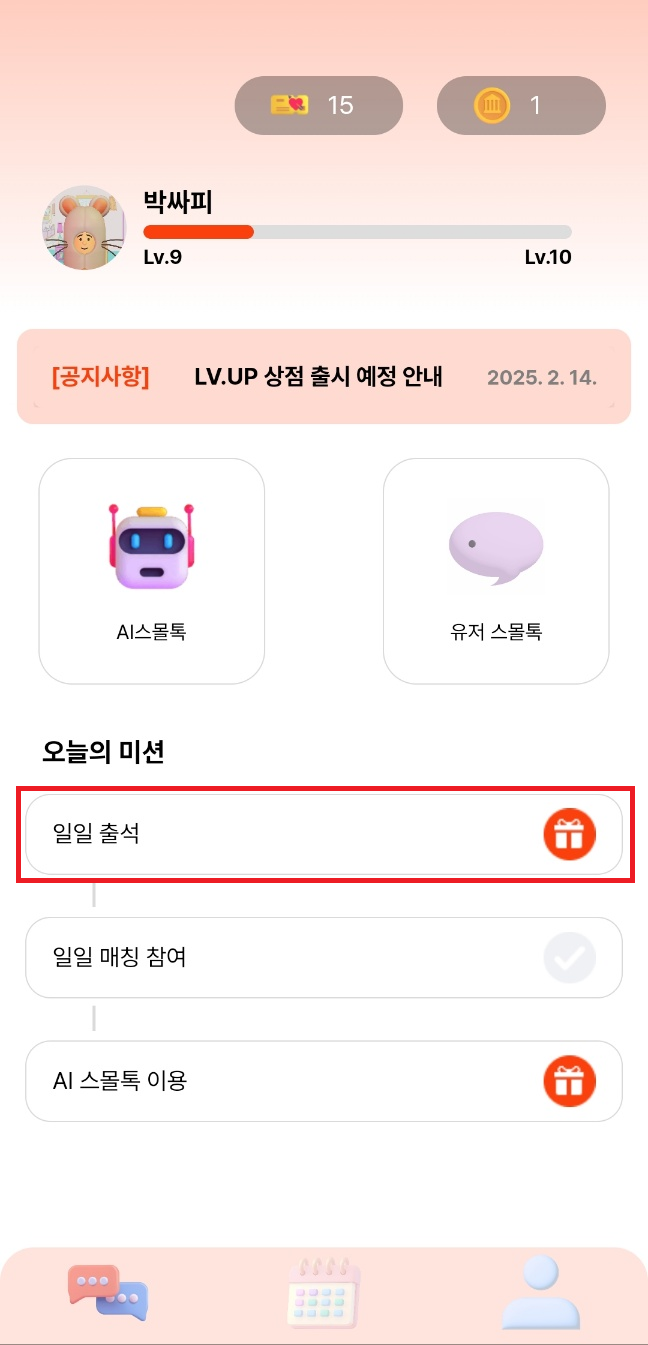 15
1
박싸피
Lv.9
Lv.10
[공지사항] LV.UP 상점 출시 예정 안내 2025. 2. 14.
AI스몰톡
유저 스몰톡
오늘의 미션
일일 출석
일일 매칭 참여
AI 스몰톡 이용